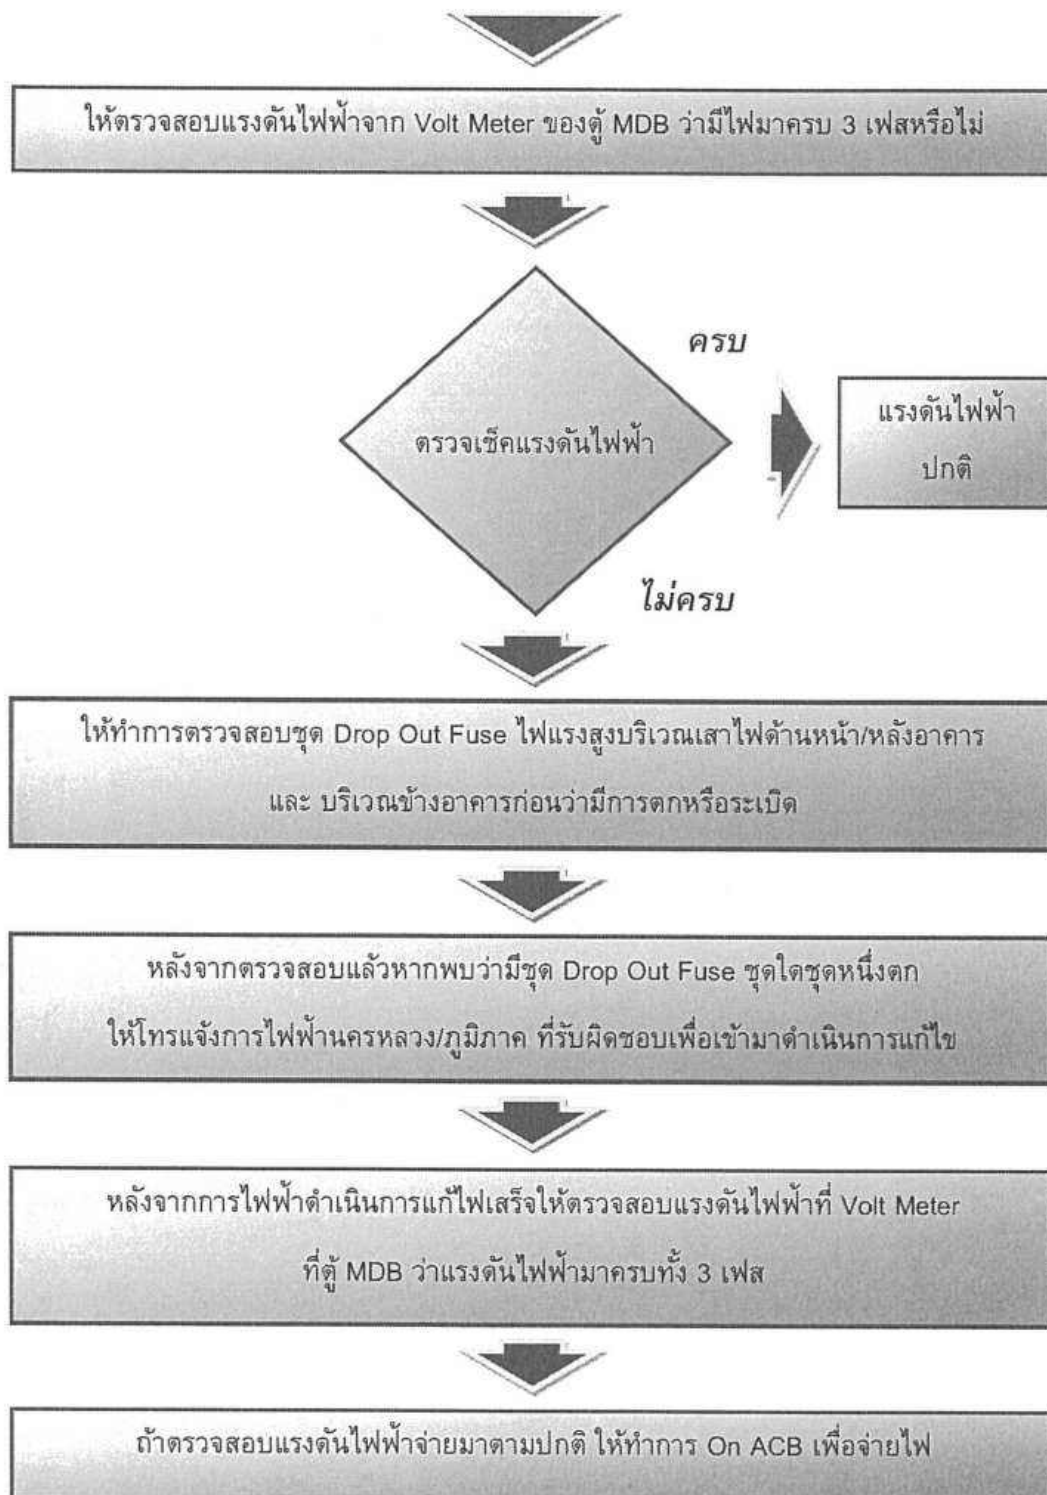 ให้ตรวจสอบแรงดันไฟฟ้าจาก Volt Meter ของตู้ MDB ว่ามีไฟมาครบ 3 เฟสหรือไม่
ครบ
ตรวจเช็คแรงดันไฟฟ้า
แรงดันไฟฟ้า
ปกติ
ไม่ครบ
ให้ทำการตรวจสอบชุด Drop Out Fuse ไฟแรงสูงบริเวณเสาไฟด้านหน้า/หลังอาคาร
และ บริเวณข้างอาคารก่อนว่ามีการตกหรือระเบิด
หลังจากตรวจสอบแล้วหากพบว่ามีชุด Drop Out Fuse ชุดใดชุดหนึ่งตก
ให้โทรแจ้งการไฟฟ้านครหลวง/ภูมิภาค ที่รับผิดชอบเพื่อเข้ามาดำเนินการแก้ไข
หลังจากการไฟฟ้าดำเนินการแก้ไฟเสร็จให้ตรวจสอบแรงดันไฟฟ้าที่ Volt Meter
ที่ตู้ MDB ว่าแรงดันไฟฟ้ามาครบทั้ง 3 เฟส
ถ้าตรวจสอบแรงดันไฟฟ้าจ่ายมาตามปกติ ให้ทำการ On ACB เพื่อจ่ายไฟ